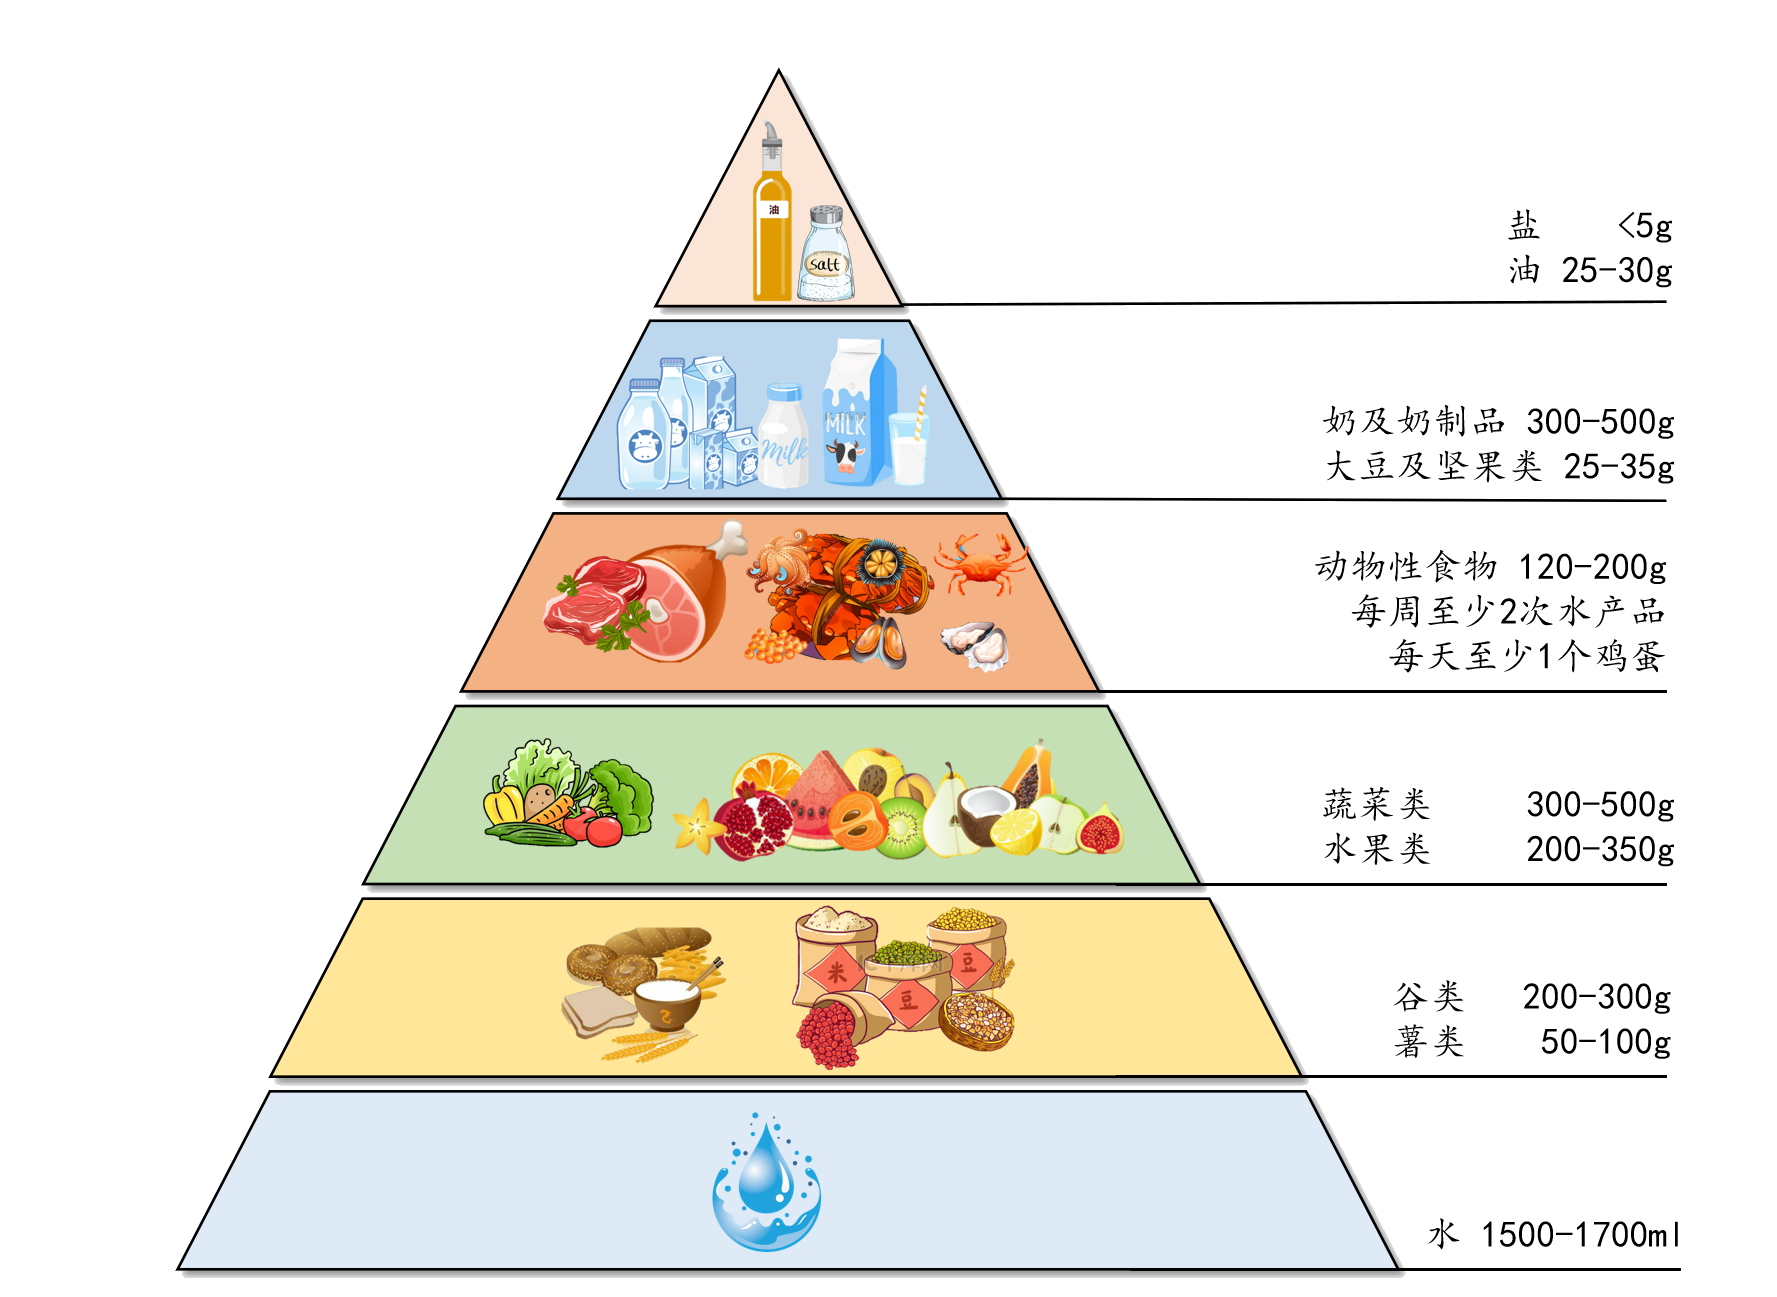 油
salt
盐 <5g
油 25-30g
MILK
Milk
奶及奶制品 300-500g
大豆及坚果类 25-35g
动物性食物 120-200g
每周至少2次水产品
每天至少1个鸡蛋
蔬菜类 300-500g
水果类 200-350g
米
豆
豆
谷类 200-300g
薯类 50-100g
水 1500-1700ml